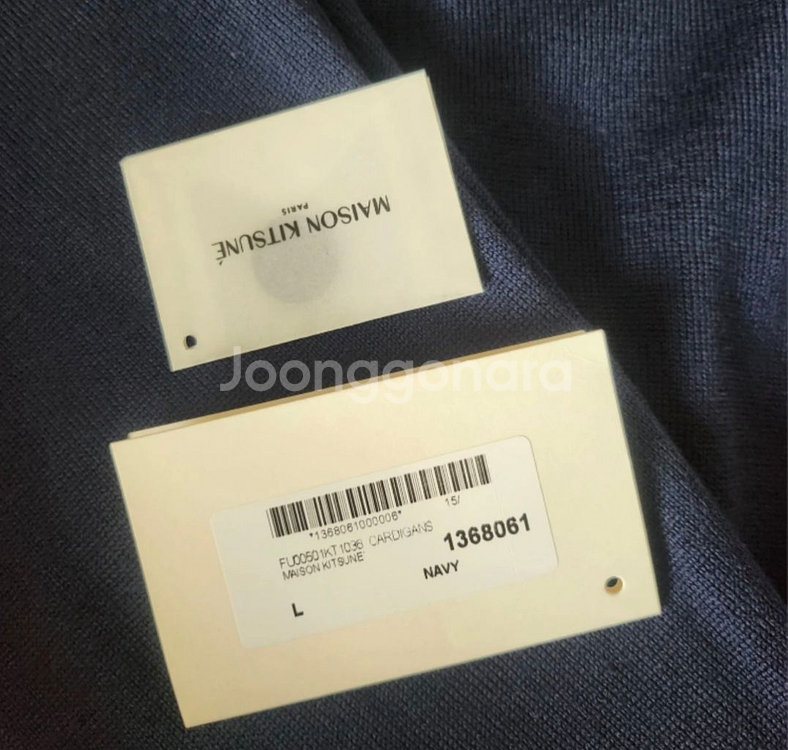 MAISON KITSUNÉ
PARIS
Joonggonara
*1368061000006*
15/
FU00501KT1036 CARDIGANS
MAISON KITSUNE
1368061
L
NAVY